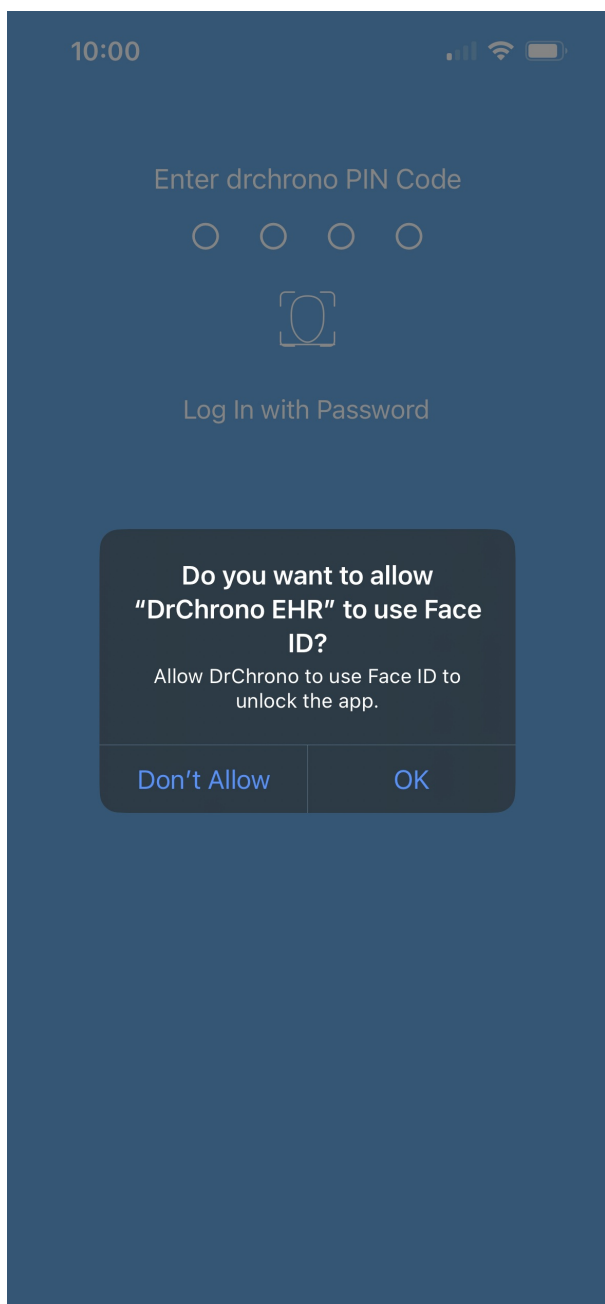 10:00
Enter drchrono PIN Code
Log In with Password
Do you want to allow
“DrChrono EHR” to use Face
ID?
Allow DrChrono to use Face ID to
unlock the app.
Don’t Allow
OK